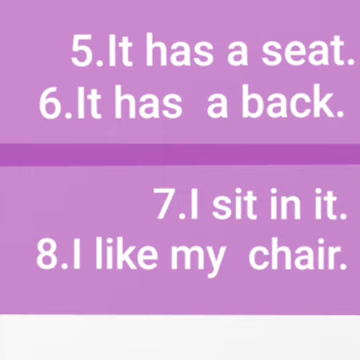 5.It has a seat.
6.It has  a back.
7.I sit in it.
8.I like my  chair.